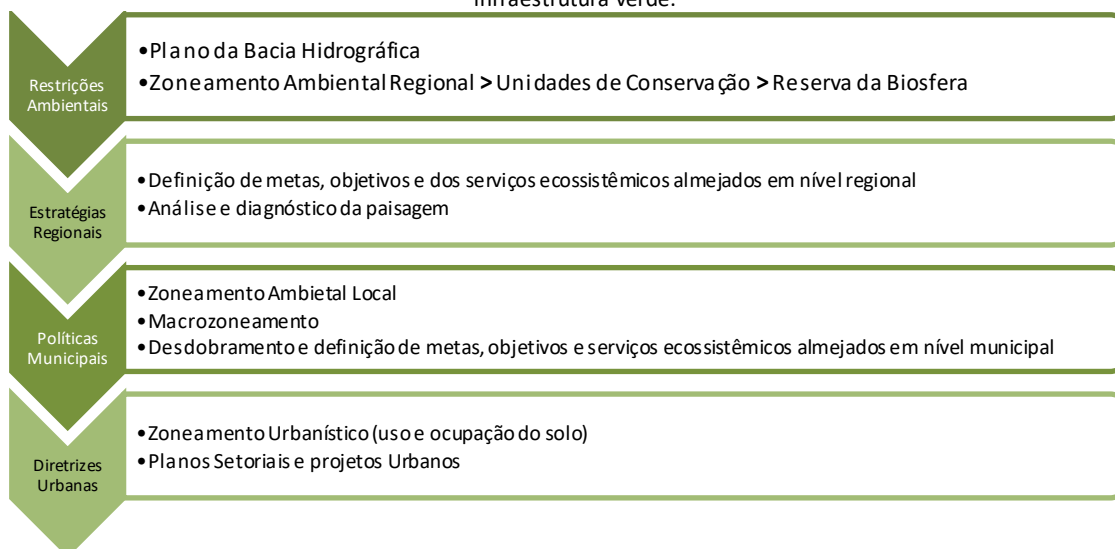 infraestrutura verde.
Restrições
Ambientais
•Plano da Bacia Hidrográfica
•Zoneamento Ambiental Regional > Unidades de Conservação > Reserva da Biosfera
Estratégias
Regionais
•Definição de metas, objetivos e dos serviços ecossistêmicos almejados em nível regional
•Análise e diagnóstico da paisagem
Políticas
Municipais
•Zoneamento Ambietal Local
•Macrozoneamento
•Desdobramento e definição de metas, objetivos e serviços ecossistêmicos almejados em nível municipal
Diretrizes
Urbanas
•Zoneamento Urbanístico (uso e ocupação do solo)
•Planos Setoriais e projetos Urbanos